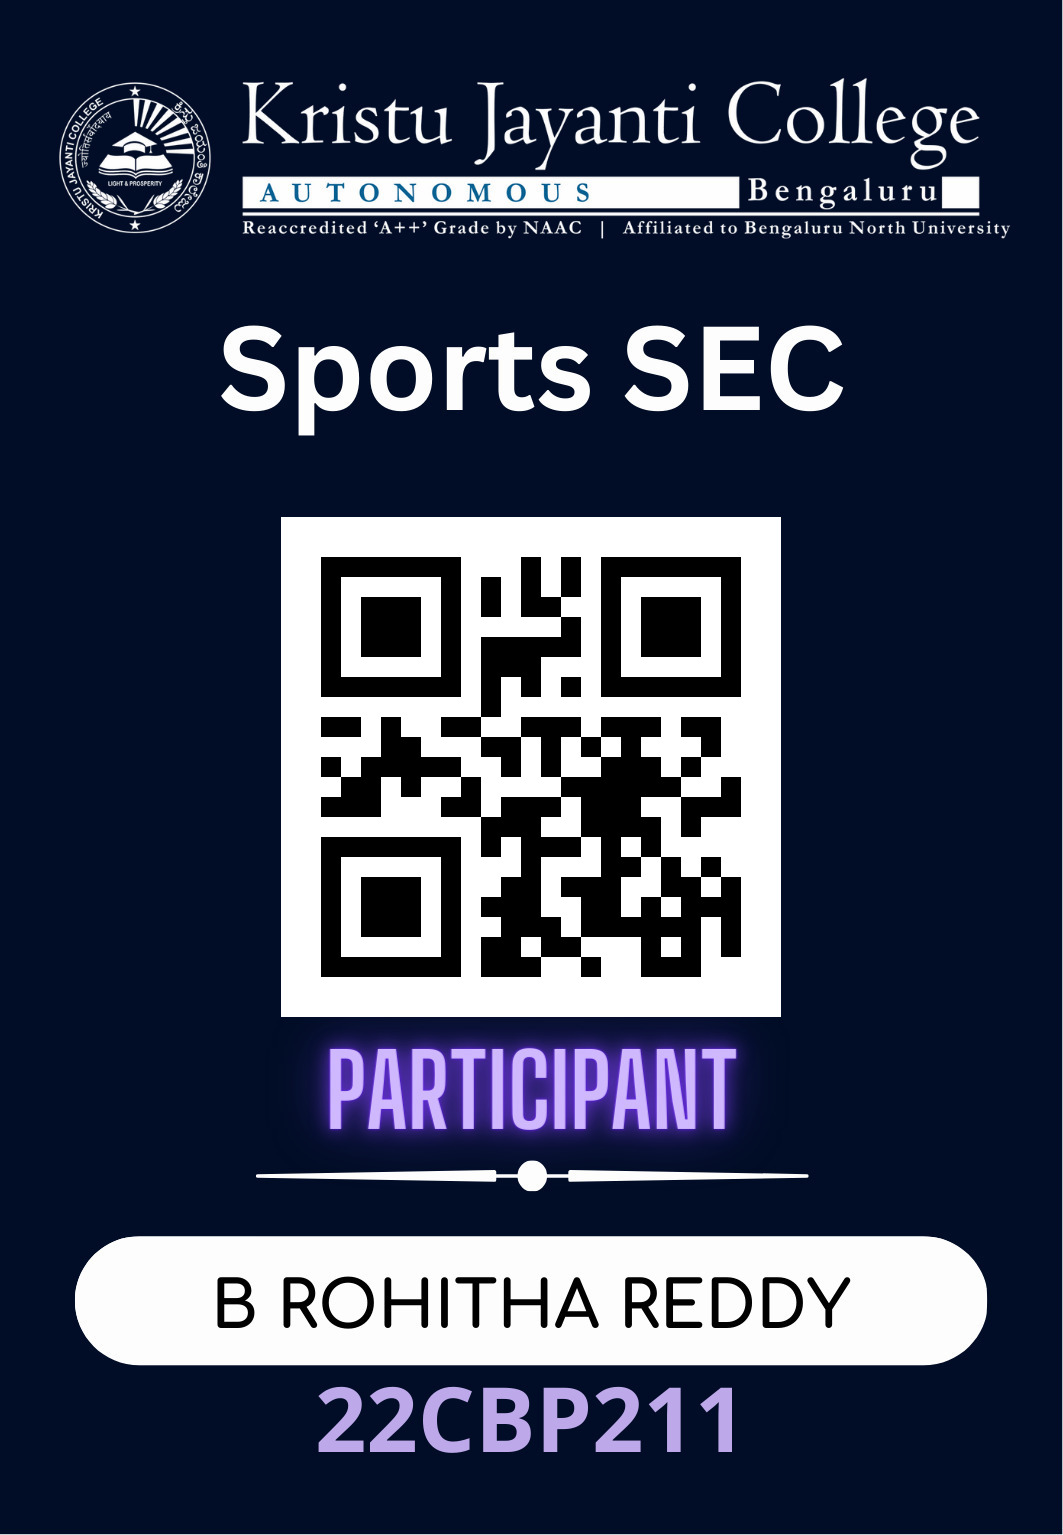 Kristu Jayanti College
AUTONOMOUS Bengaluru
Reaccredited ‘A++’ Grade by NAAC | Affiliated to Bengaluru North University
KRISTU JAYANTI COLLEGE
LIGHT & PROSPERITY
Sports SEC
PARTICIPANT
B ROHITHA REDDY
22CBP211